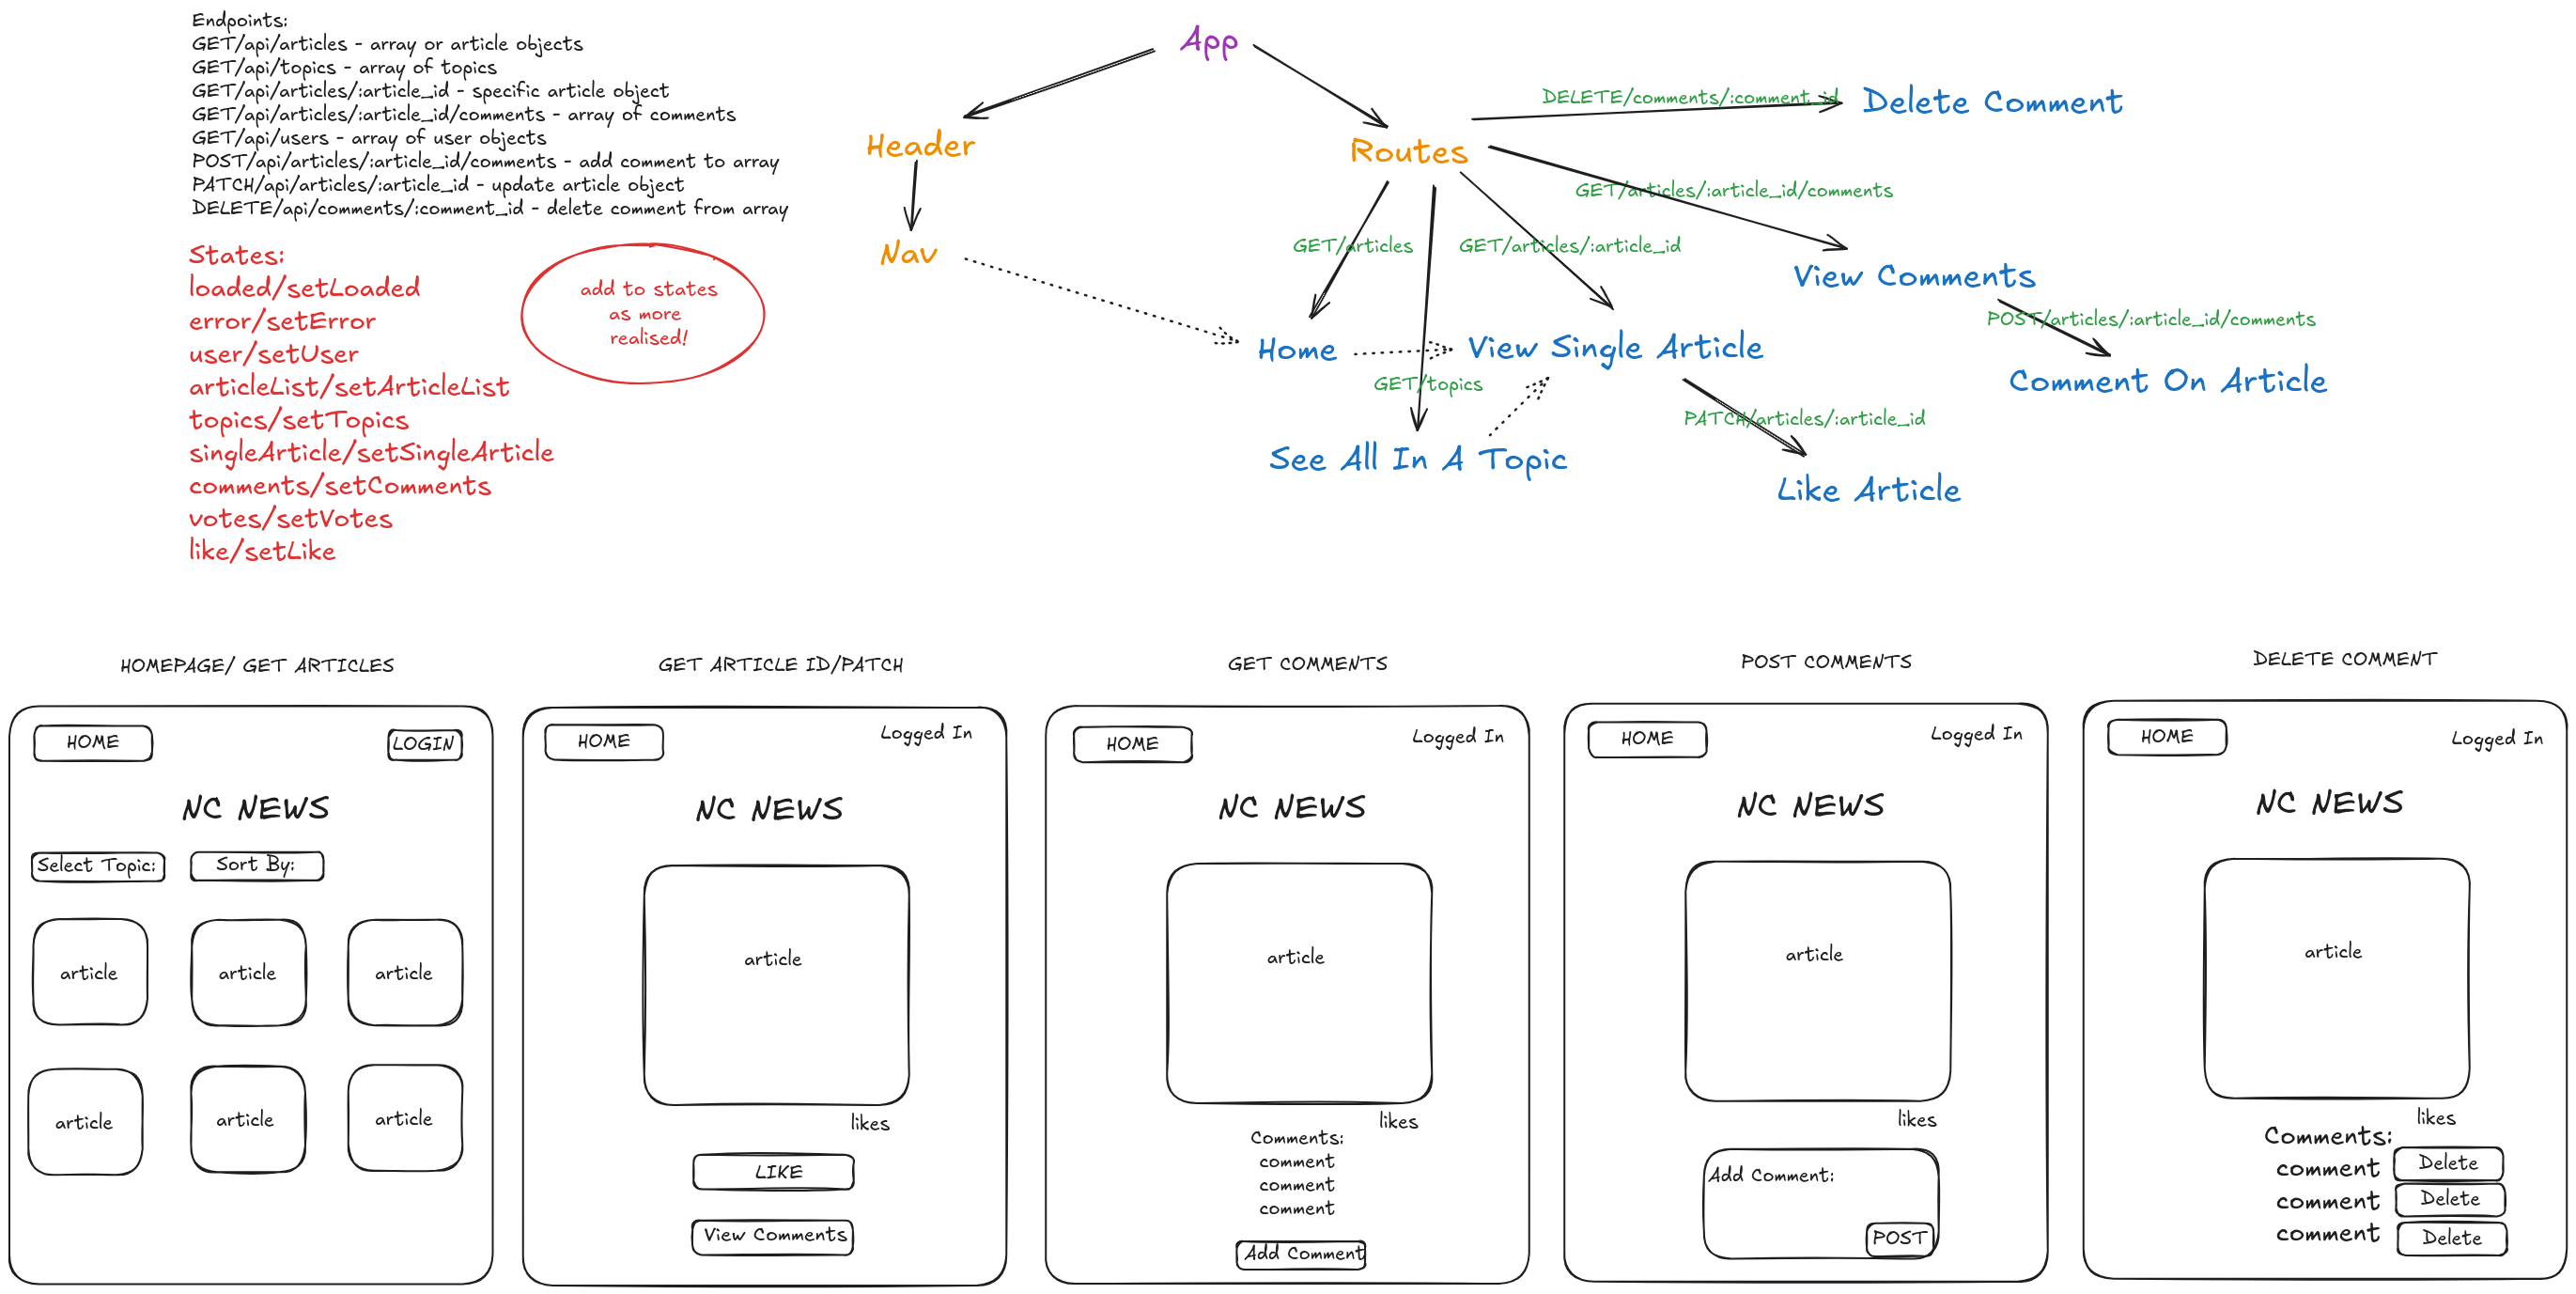 Endpoints:
GET/api/articles - array or article objects
GET/api/topics - array of topics
GET/api/articles/:article_id - specific article object
GET/api/articles/:article_id/comments - array of comments
GET/api/users - array of user objects
POST/api/articles/:article_id/comments - add comment to array
PATCH/api/articles/:article_id - update article object
DELETE/api/comments/:comment_id - delete comment from array
States:
loaded/setLoaded
error/setError
user/setUser
articleList/setArticleList
topics/setTopics
singleArticle/setSingleArticle
comments/setComments
votes/setVotes
like/setLike
add to states
as more
realised!
App
Header
Nav
Routes
DELETE/comments/:comment_id
Delete Comment
GET/articles/:article_id/comments
View Comments
POST/articles/:article_id/comments
Comment On Article
GET/articles
GET/articles/:article_id
Home
View Single Article
GET/topics
See All In A Topic
PATCH/articles/:article_id
Like Article
HOMEPAGE/ GET ARTICLES
HOME
LOGIN
NC NEWS
Select Topic:
Sort By:
article
article
article
article
article
article
GET ARTICLE ID/PATCH
HOME
Logged In
NC NEWS
article
likes
LIKE
View Comments
GET COMMENTS
HOME
Logged In
NC NEWS
article
likes
Comments:
comment
comment
comment
Add Comment
POST COMMENTS
HOME
Logged In
NC NEWS
article
likes
Add Comment:
POST
DELETE COMMENT
HOME
Logged In
NC NEWS
article
likes
Comments:
comment
Delete
comment
Delete
comment
Delete